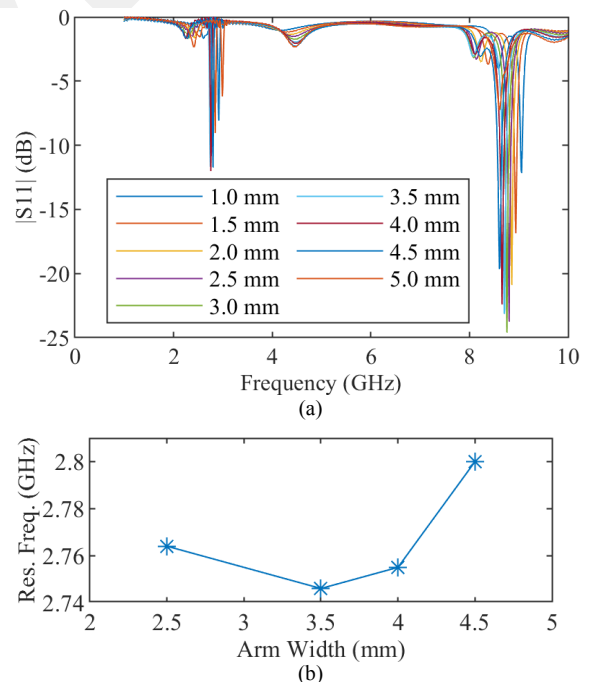 0
-5
-10
-15
-20
-25
|S11| (dB)
1.0 mm 3.5 mm
1.5 mm 4.0 mm
2.0 mm 4.5 mm
2.5 mm 5.0 mm
3.0 mm
0 2 4 6 8 10
Frequency (GHz)
(a)
2.8
2.78
2.76
2.74
Res. Freq. (GHz)
2 2.5 3 3.5 4 4.5 5
Arm Width (mm)
(b)